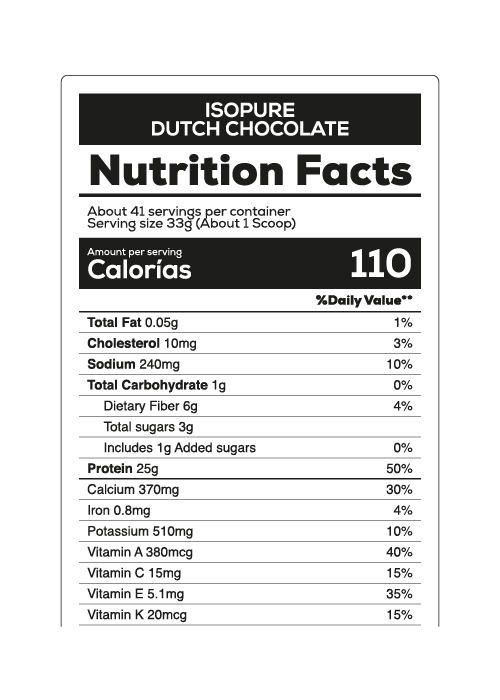 ISOPURE
DUTCH CHOCOLATE
Nutrition Facts
About 41 servings per container
Serving size 33g (About 1 Scoop)
Amount per serving
Calorías 110
%Daily Value**
Total Fat 0.05g 1%
Cholesterol 10mg 3%
Sodium 240mg 10%
Total Carbohydrate 1g 0%
Dietary Fiber 6g 4%
Total sugars 3g
Includes 1g Added sugars 0%
Protein 25g 50%
Calcium 370mg 30%
Iron 0.8mg 4%
Potassium 510mg 10%
Vitamin A 380mcg 40%
Vitamin C 15mg 15%
Vitamin E 5.1mg 35%
Vitamin K 20mcg 15%